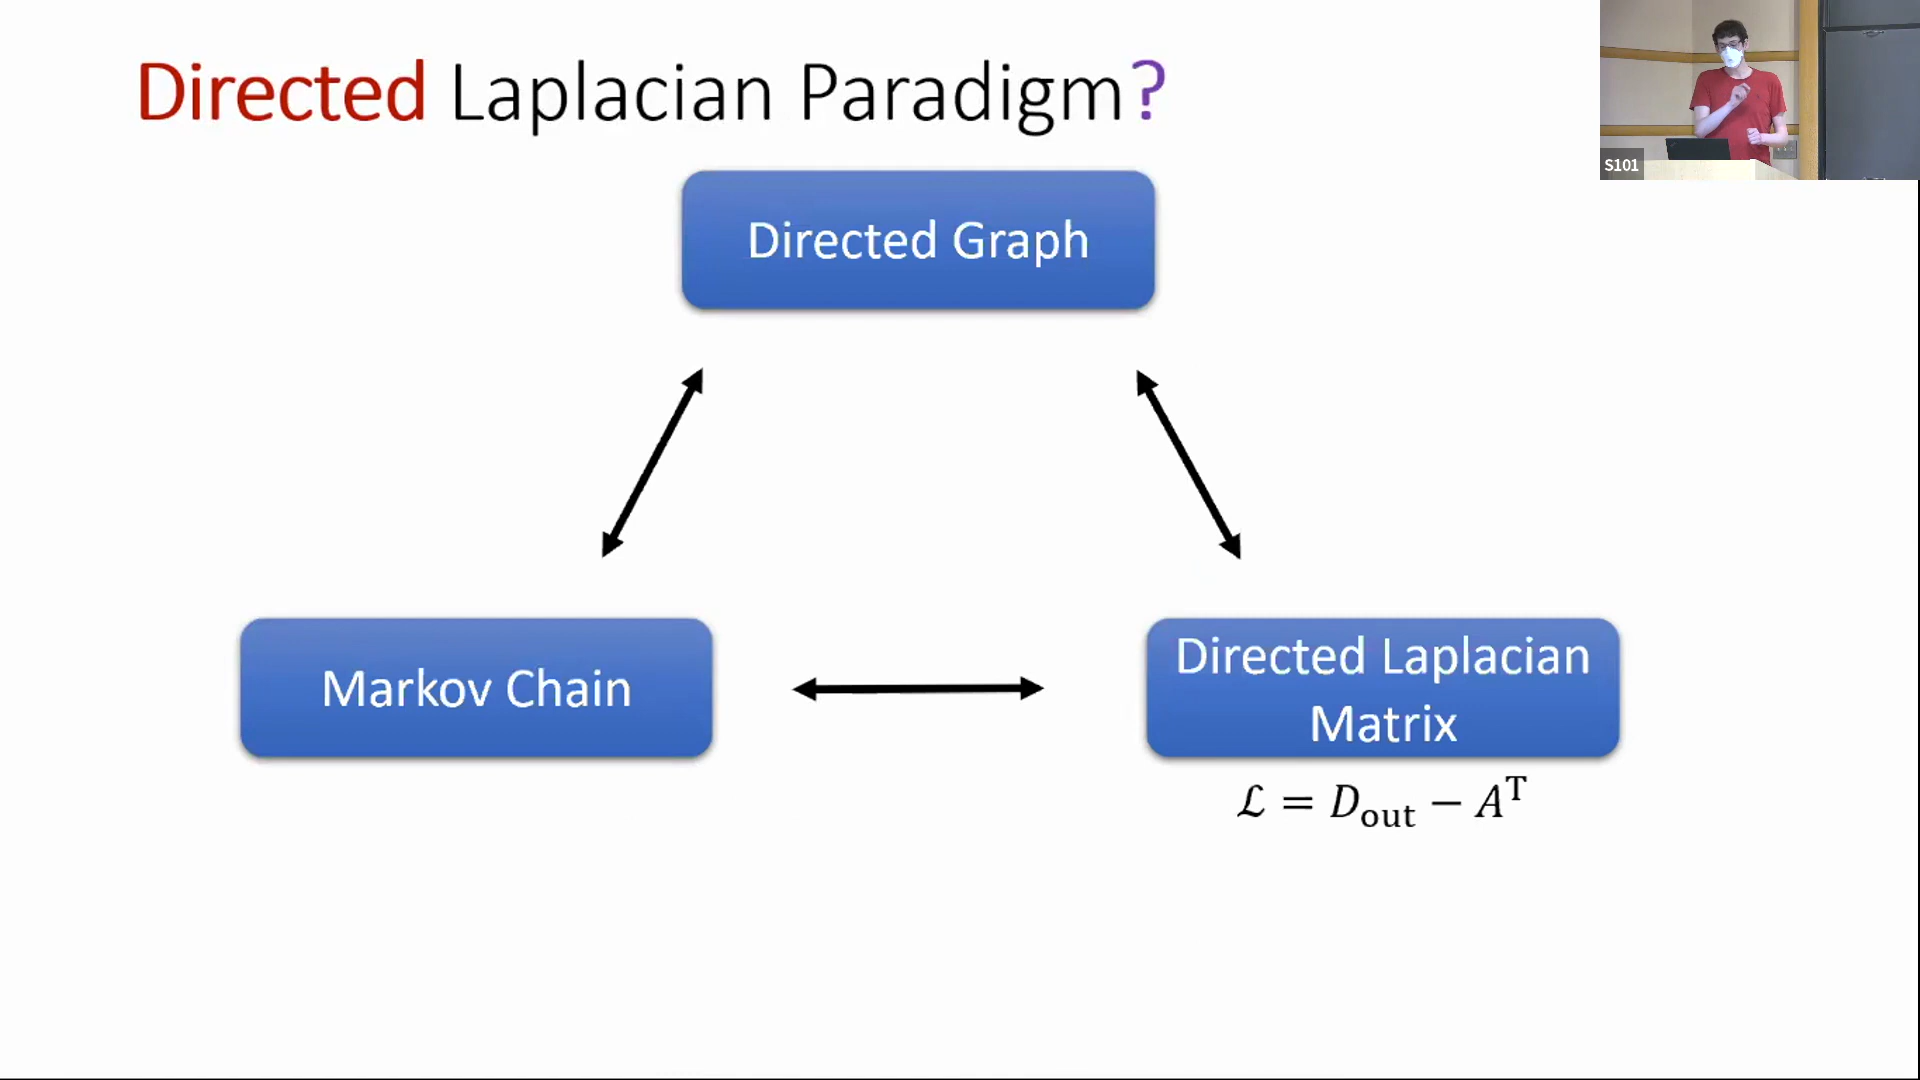 Directed Laplacian Paradigm?
S101
Directed Graph
Markov Chain
Directed Laplacian
Matrix
ℒ = D_out − A^T